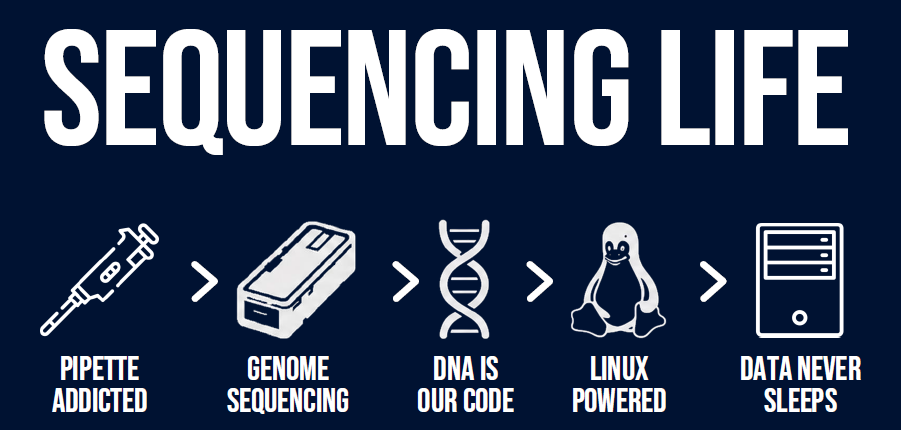 SEQUENCING LIFE
PIPETTE
ADDICTED
GENOME
SEQUENCING
DNA IS
OUR CODE
LINUX
POWERED
DATA NEVER
SLEEPS